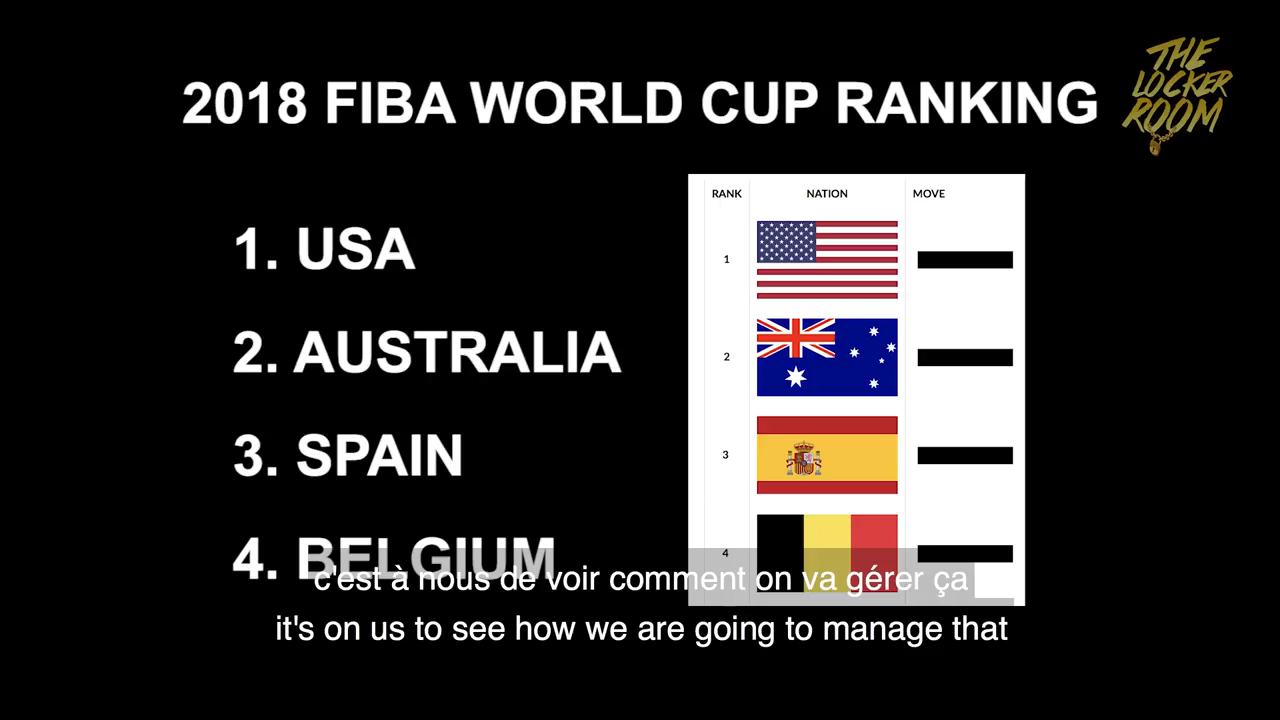 THE
LOCKER
ROOM
2018 FIBA WORLD CUP RANKING
RANK NATION MOVE
1. USA
1
2. AUSTRALIA
2
3. SPAIN
3
4. BELGIUM
4
c'est à nous de voir comment on va gérer ça
it's on us to see how we are going to manage that